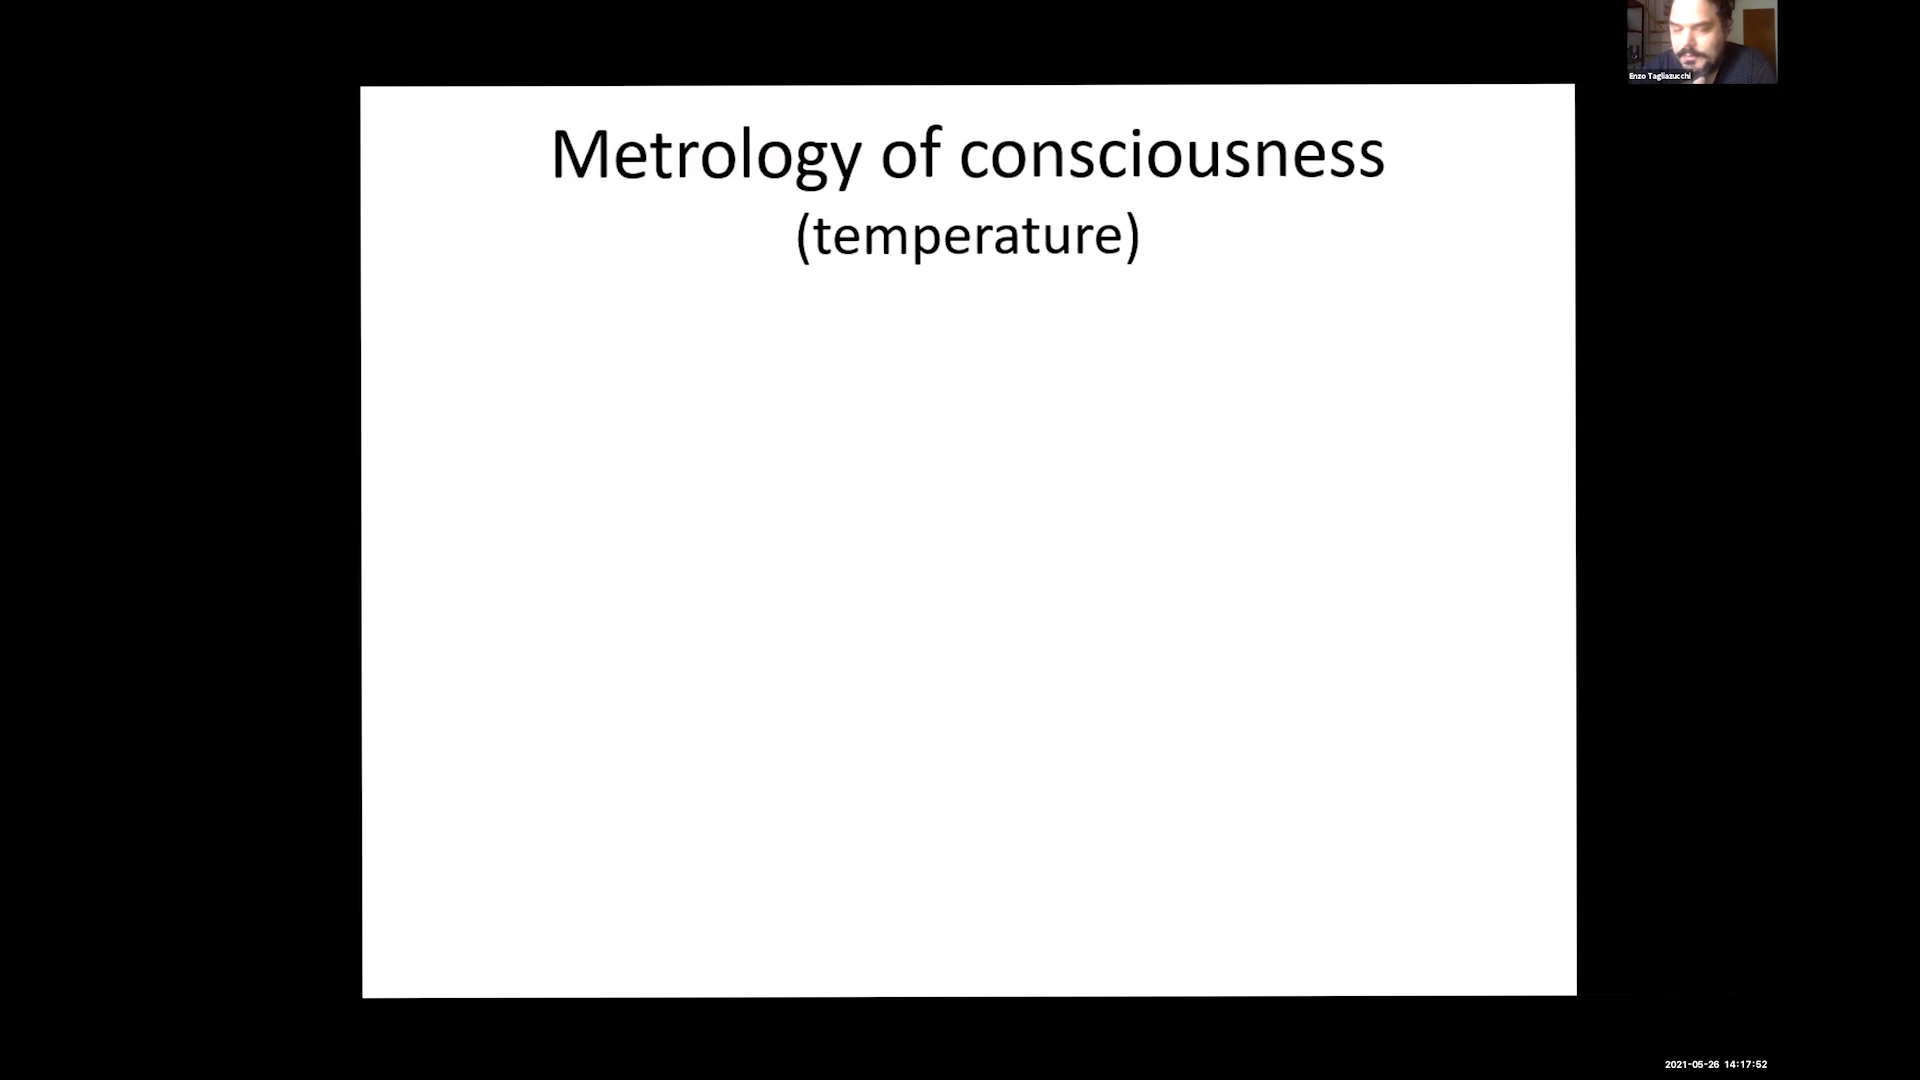 Enzo Tagliazucchi
Metrology of consciousness
(temperature)
2021-05-26 14:17:52